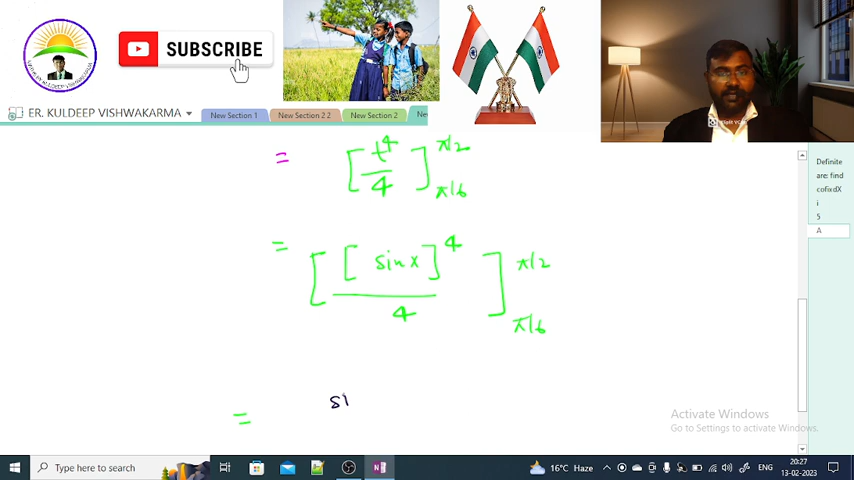 SUBSCRIBE
ER. KULDEEP VISHWAKARMA
New Section 1
New Section 2 2
New Section 2
Definite
are: find
cofixdX
i
5
A
= [t⁴/4]
π/2
π/6
= [[sin x]⁴/4]
π/2
π/6
= si
Activate Windows
Go to Settings to activate Windows.
Type here to search
16°C Haze
ENG
20:27
13-02-2023